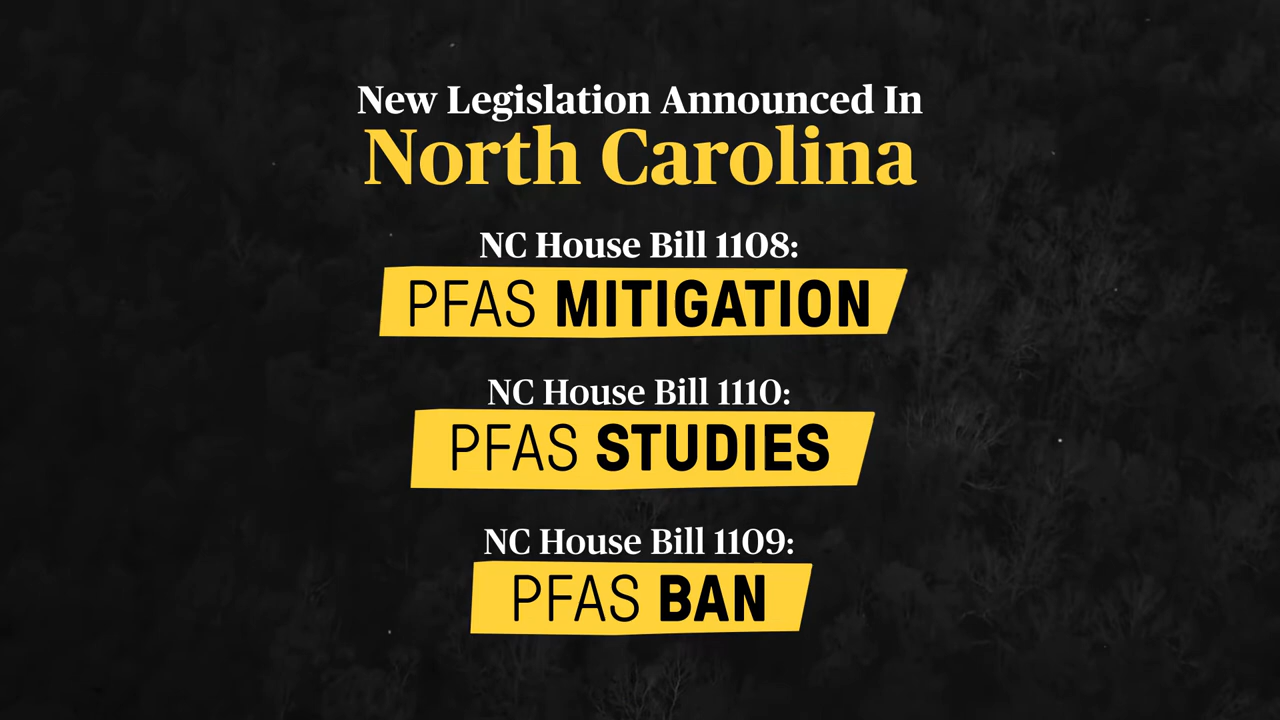 New Legislation Announced In
North Carolina
NC House Bill 1108:
PFAS MITIGATION
NC House Bill 1110:
PFAS STUDIES
NC House Bill 1109:
PFAS BAN